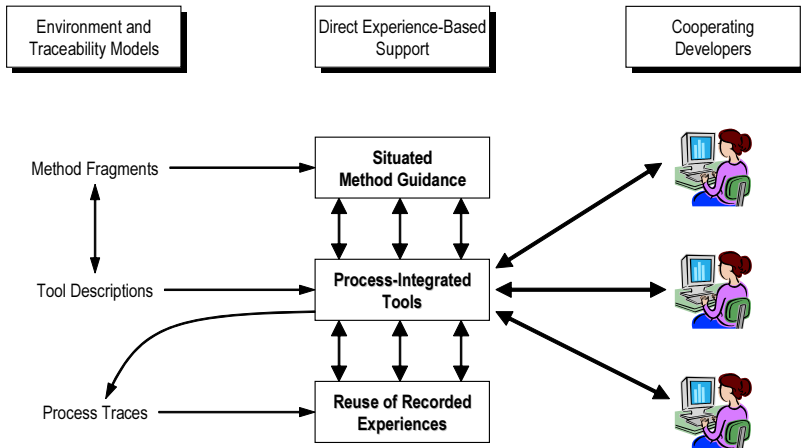 Environment and
Traceability Models
Direct Experience-Based
Support
Cooperating
Developers
Method Fragments
Situated
Method Guidance
Tool Descriptions
Process-Integrated
Tools
Process Traces
Reuse of Recorded
Experiences